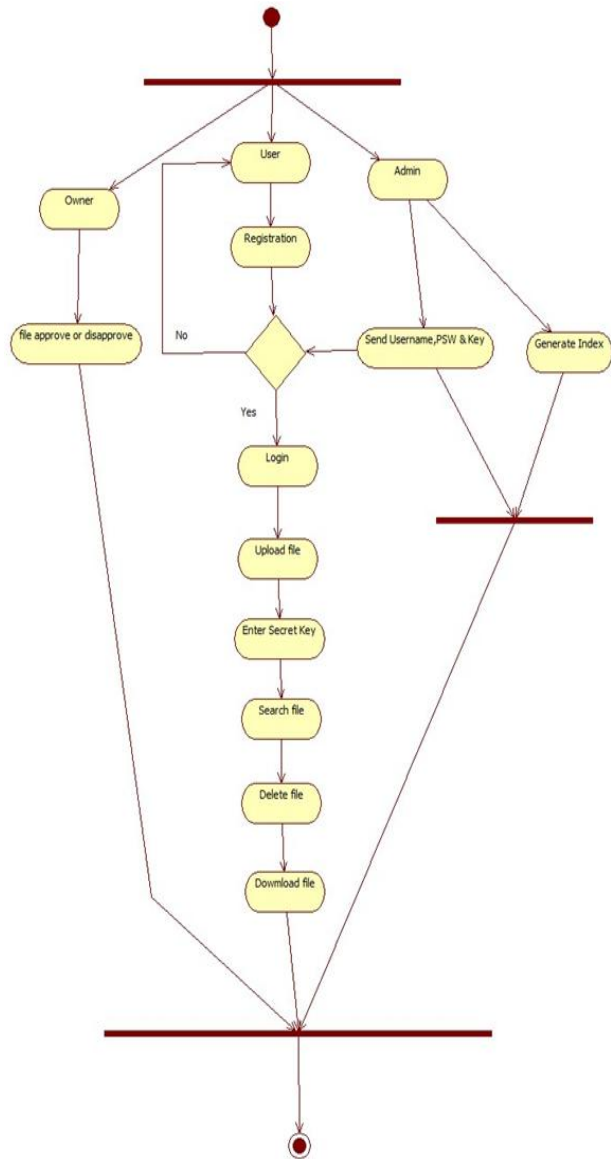 User
Admin
Owner
Registration
file approve or disapprove
No
Send Username,PSW & Key
Generate Index
Yes
Login
Upload file
Enter Secret Key
Search file
Delete file
Dowmload file